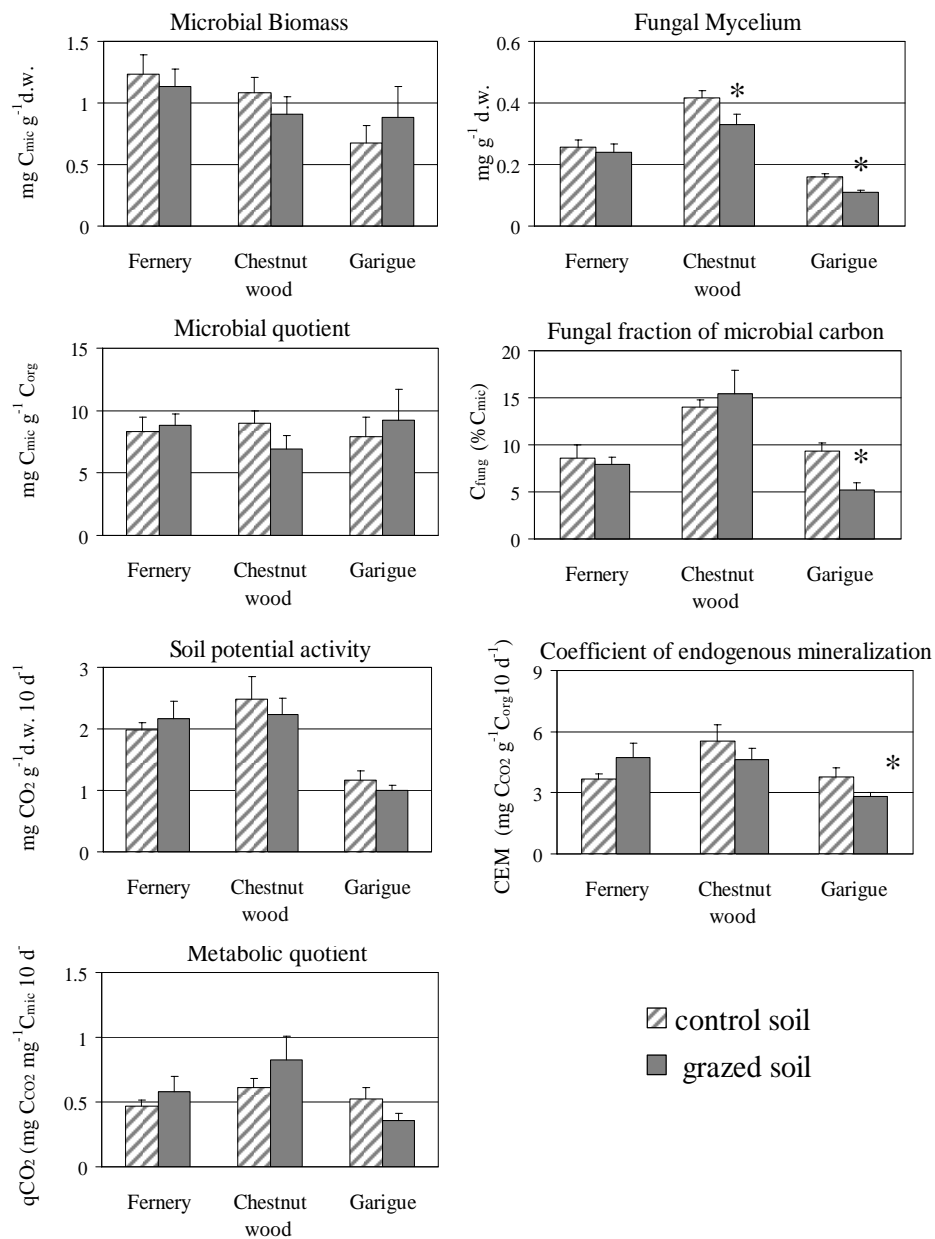 Microbial Biomass
mg Cmic g-1 d.w.
1.5
1
0.5
0
Fernery
Chestnut
wood
Garigue
Fungal Mycelium
mg g-1 d.w.
0.6
0.4
0.2
0
*
*
Fernery
Chestnut
wood
Garigue
Microbial quotient
mg Cmic g-1 Corg
15
10
5
0
Fernery
Chestnut
wood
Garigue
Fungal fraction of microbial carbon
Cfung (% Cmic)
20
15
10
5
0
*
Fernery
Chestnut
wood
Garigue
Soil potential activity
mg CO2 g-1 d.w. 10 d-1
3
2
1
0
Fernery
Chestnut
wood
Garigue
Coefficient of endogenous mineralization
CEM (mg CCO2 g-1Corg10 d-1)
9
6
3
0
*
Fernery
Chestnut
wood
Garigue
Metabolic quotient
qCO2 (mg CCO2 mg-1Cmic 10 d-
1.5
1
0.5
0
Fernery
Chestnut
wood
Garigue
control soil
grazed soil